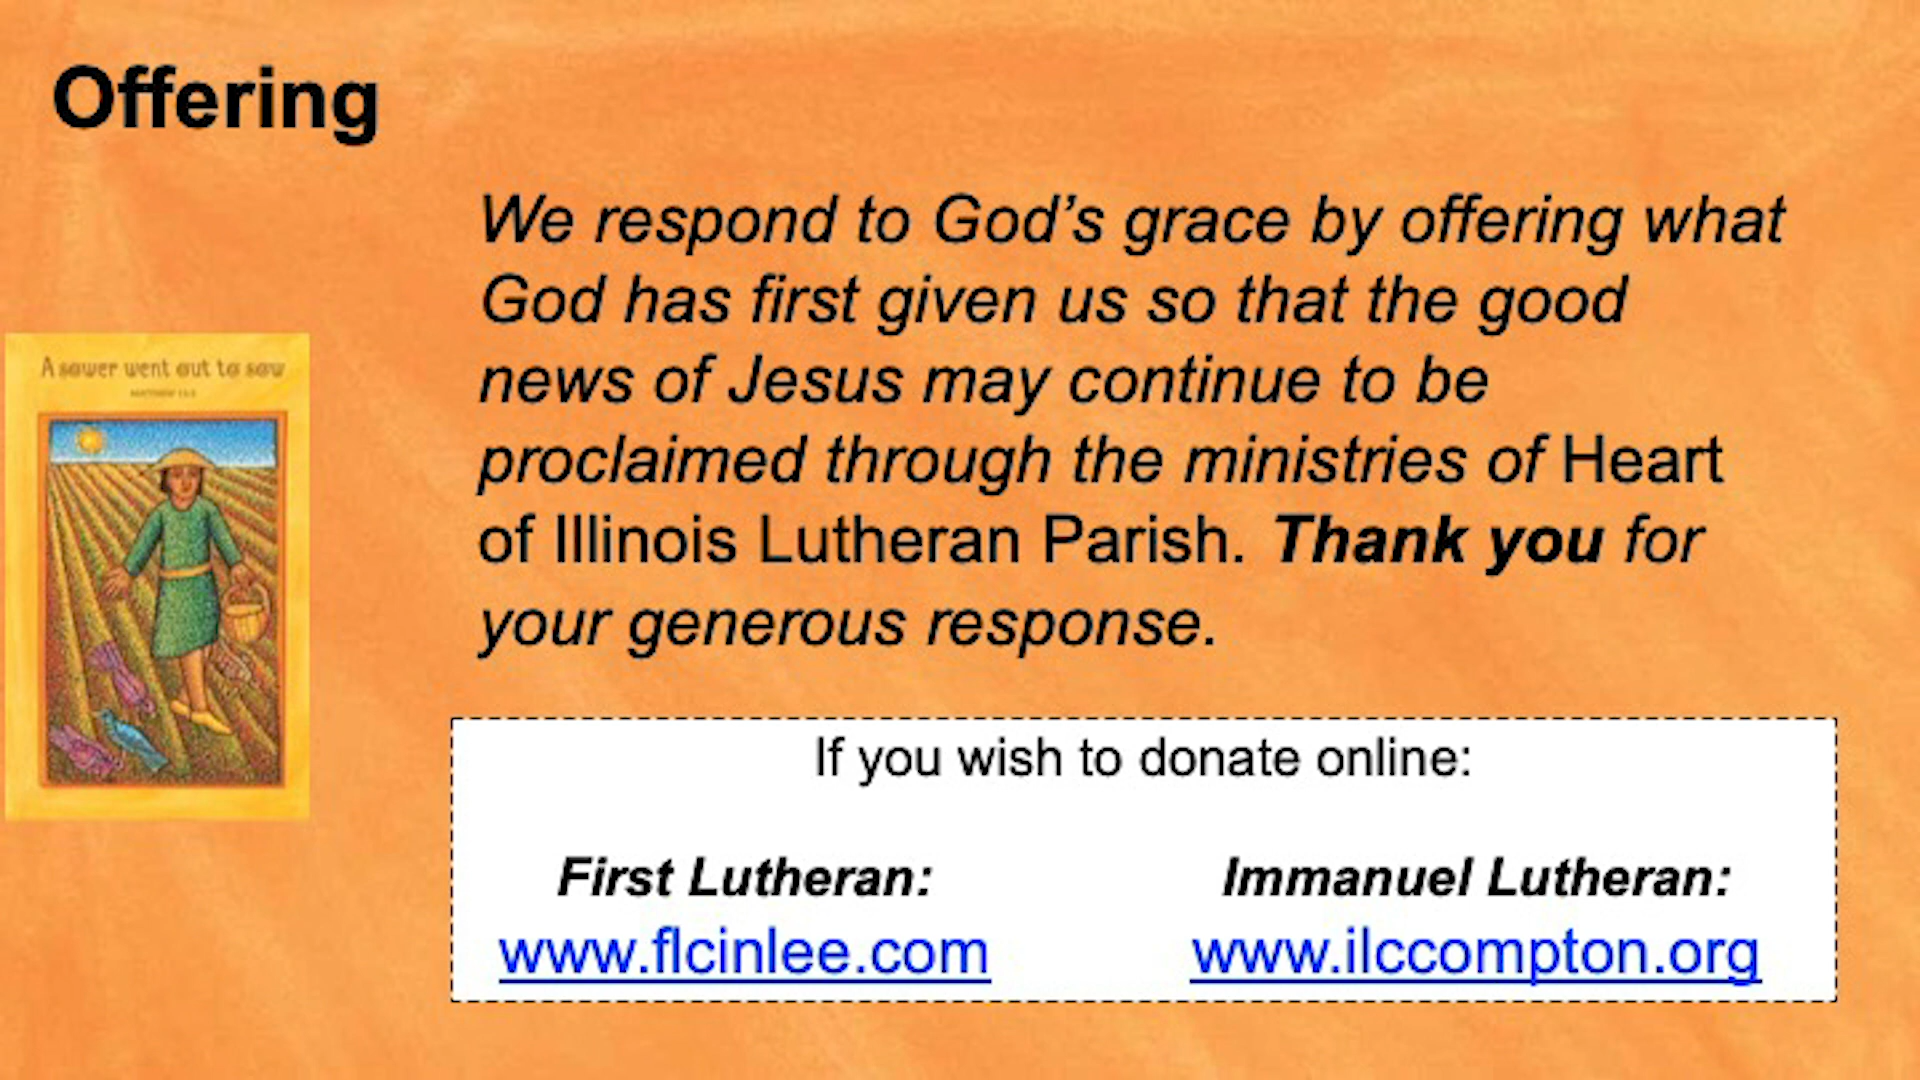 Offering
We respond to God’s grace by offering what
God has first given us so that the good
news of Jesus may continue to be
proclaimed through the ministries of Heart
of Illinois Lutheran Parish. Thank you for
your generous response.
A sower went out to sow
If you wish to donate online:
First Lutheran:
www.flcinlee.com
Immanuel Lutheran:
www.ilccompton.org